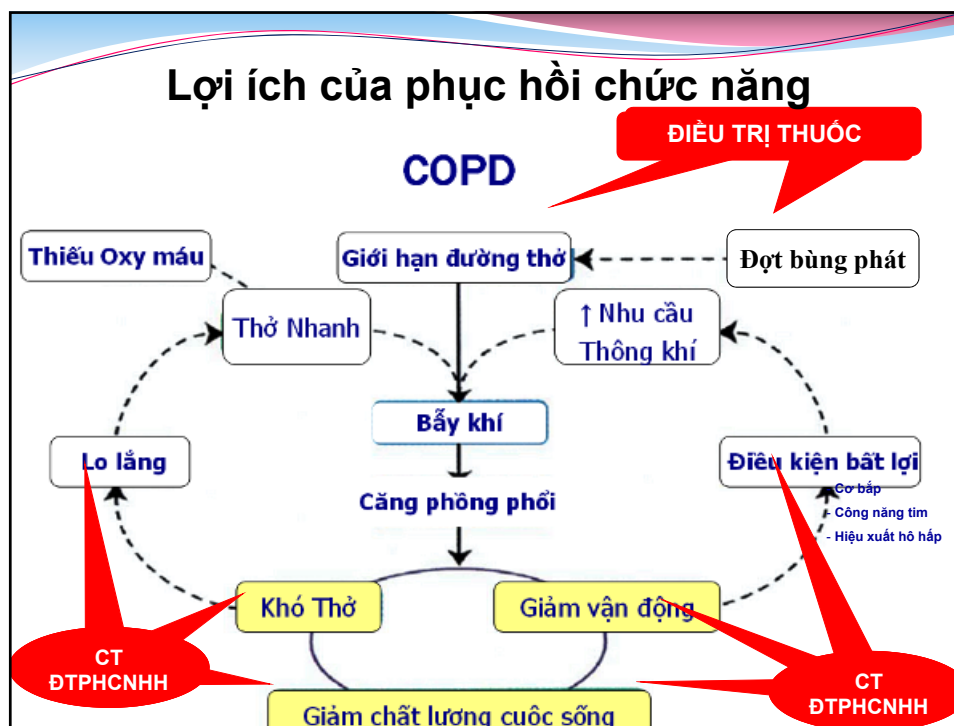 Lợi ích của phục hồi chức năng
ĐIỀU TRỊ THUỐC
COPD
Thiếu Oxy máu
Giới hạn đường thở
Đợt bùng phát
Thở Nhanh
↑ Nhu cầu
Thông khí
Bẫy khí
Lo lắng
Điều kiện bất lợi
- Cơ bắp
- Công năng tim
- Hiệu xuất hô hấp
Căng phồng phổi
Khó Thở
Giảm vận động
CT
ĐTPHCNHH
CT
ĐTPHCNHH
Giảm chất lượng cuộc sống